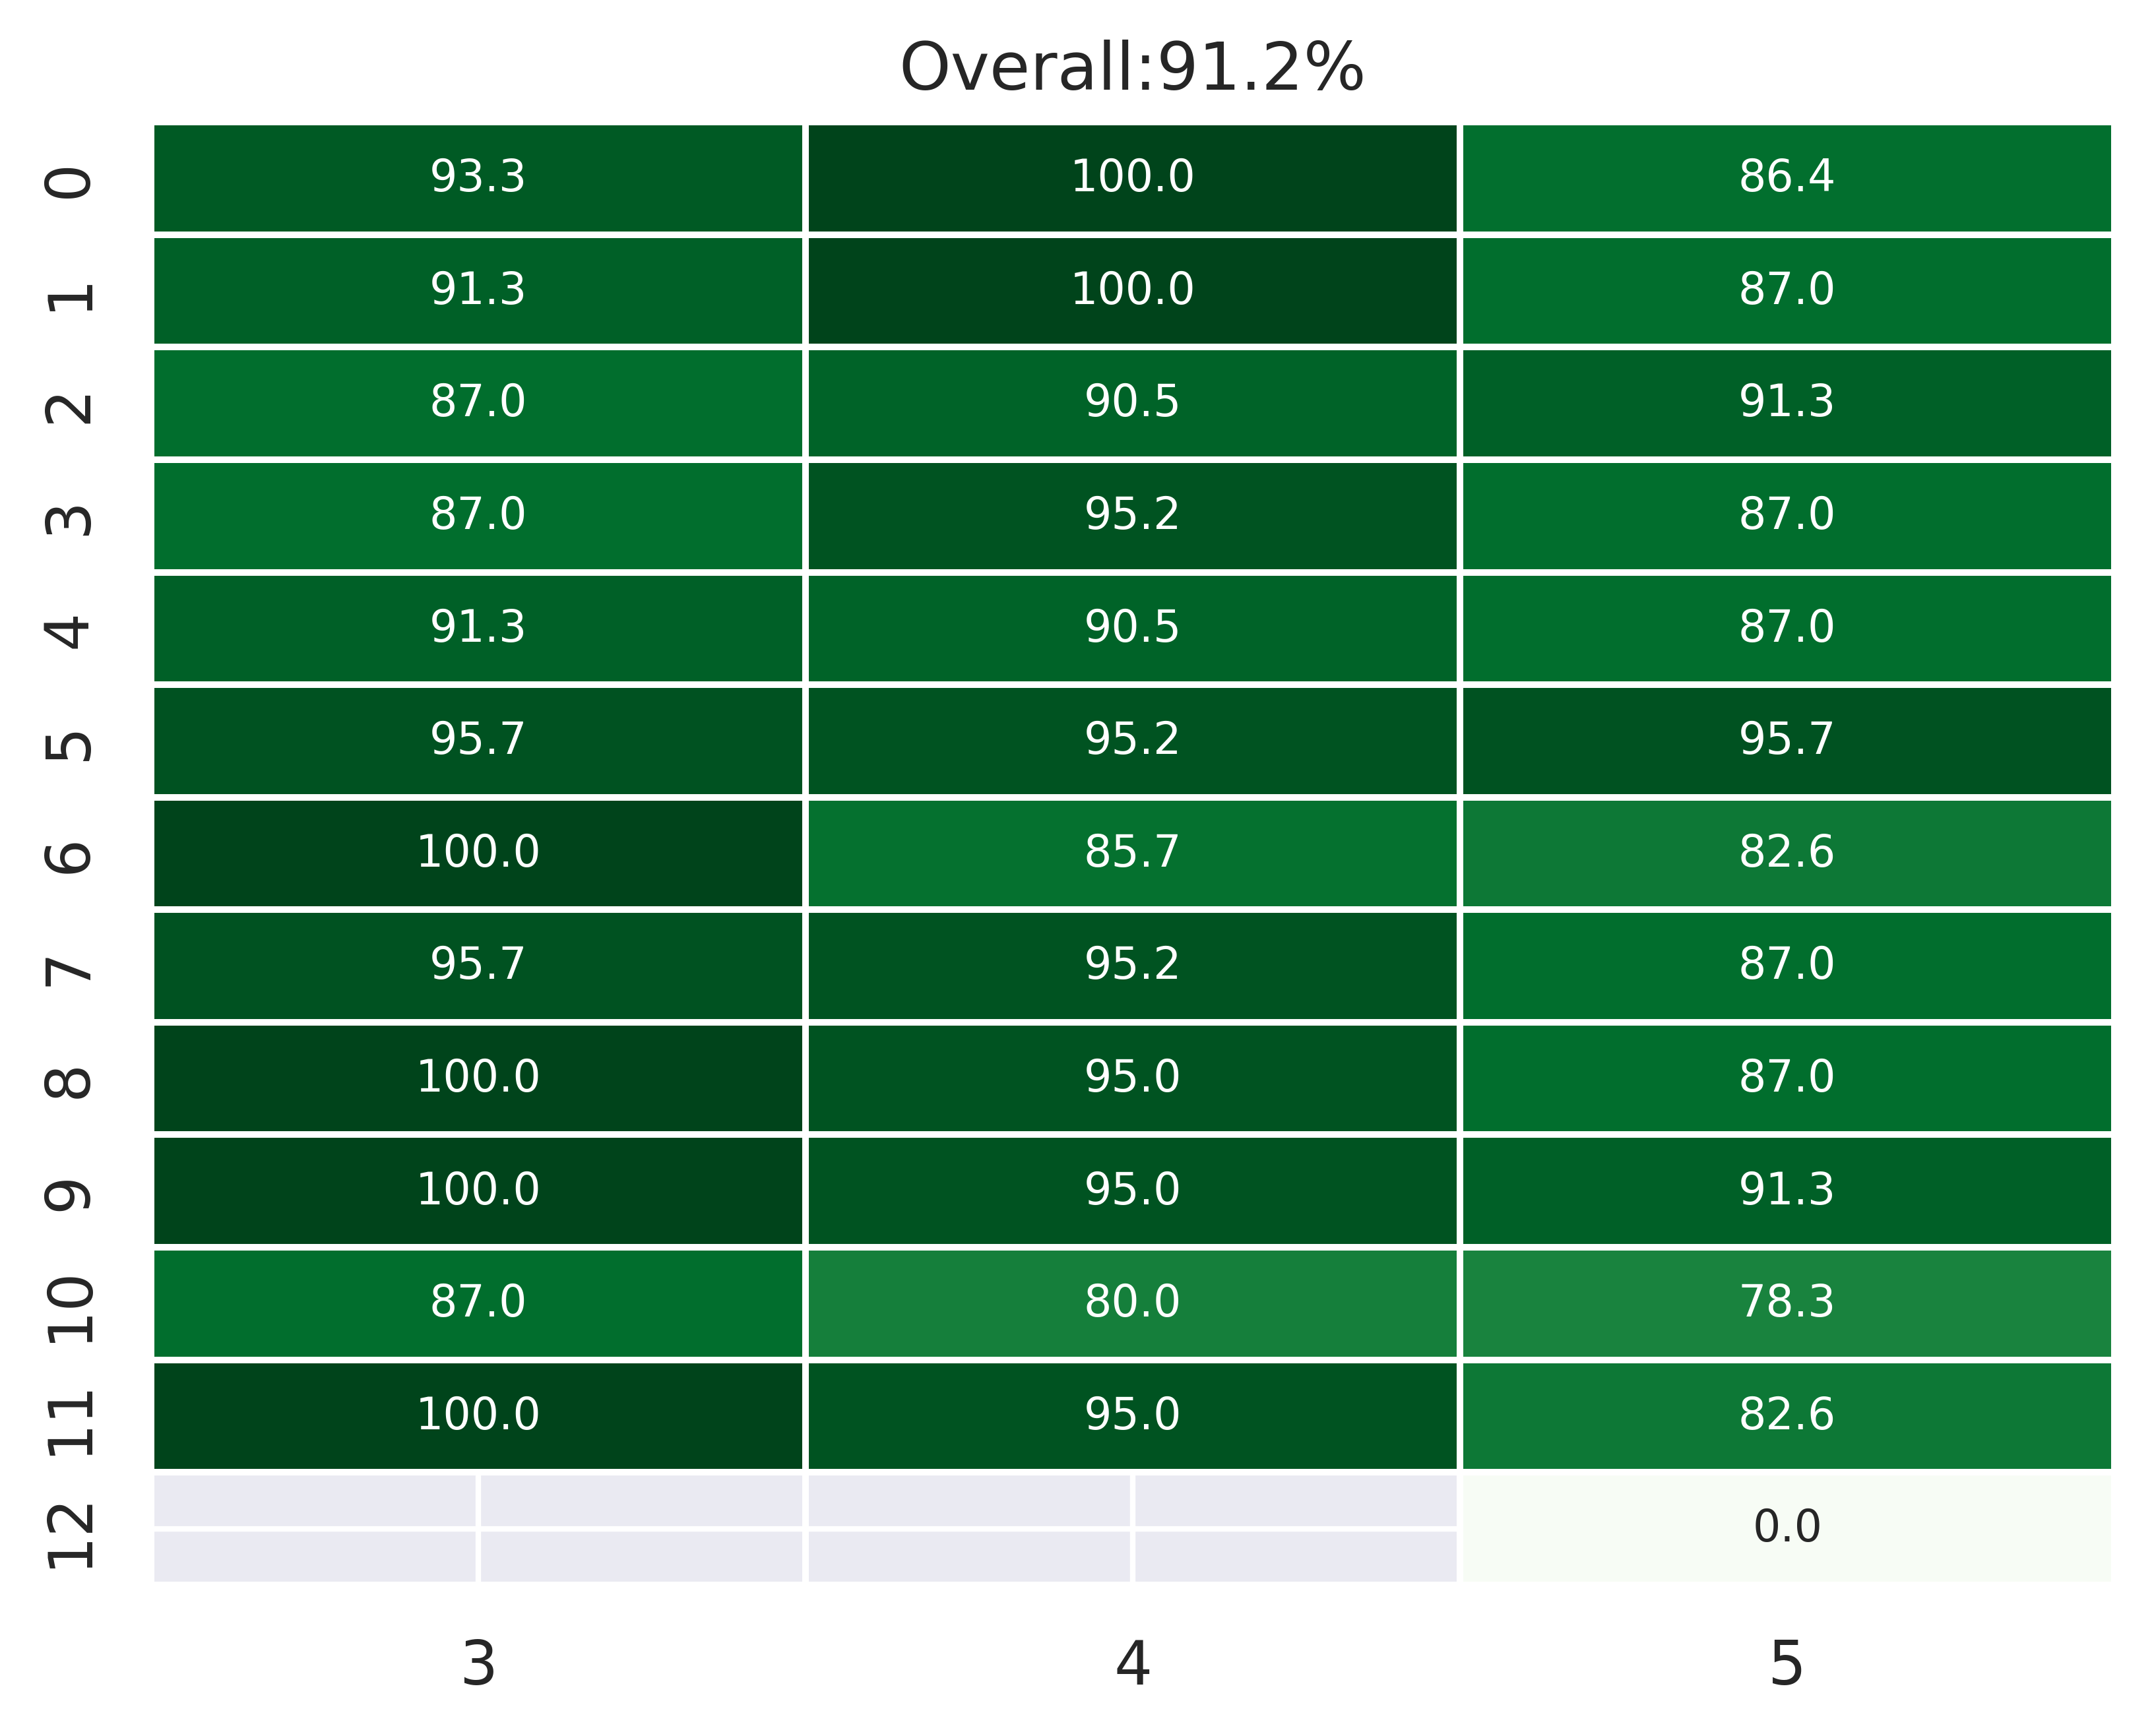 Overall:91.2%
0 93.3 100.0 86.4
1 91.3 100.0 87.0
2 87.0 90.5 91.3
3 87.0 95.2 87.0
4 91.3 90.5 87.0
5 95.7 95.2 95.7
6 100.0 85.7 82.6
7 95.7 95.2 87.0
8 100.0 95.0 87.0
9 100.0 95.0 91.3
10 87.0 80.0 78.3
11 100.0 95.0 82.6
12 0.0
3 4 5